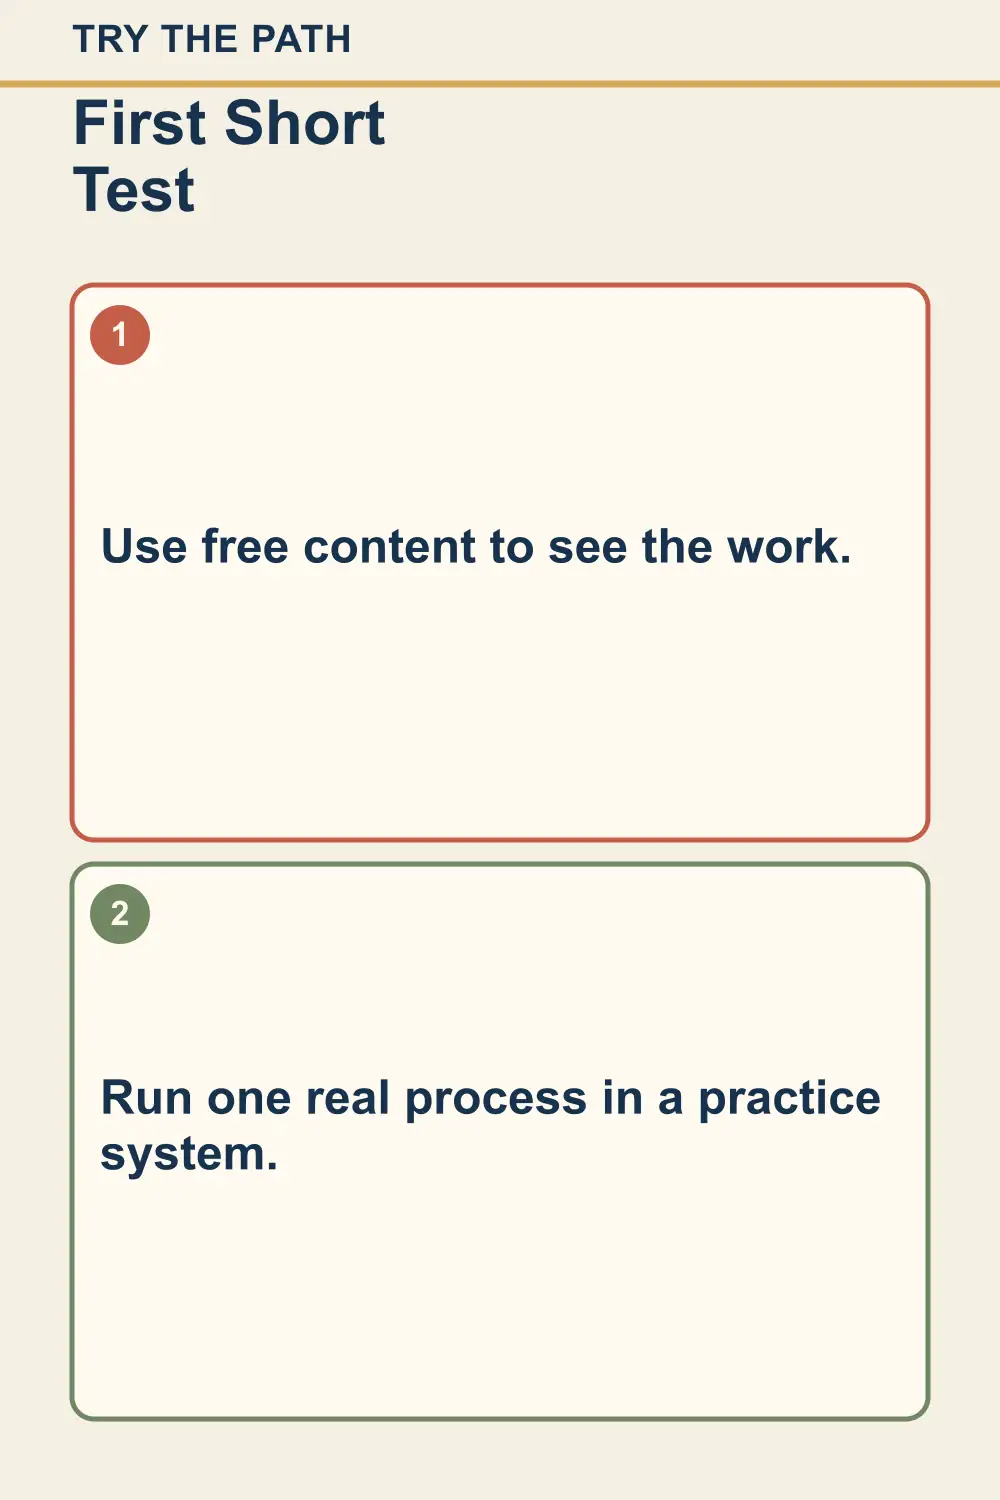 TRY THE PATH
First Short
Test
1
Use free content to see the work.
2
Run one real process in a practice
system.